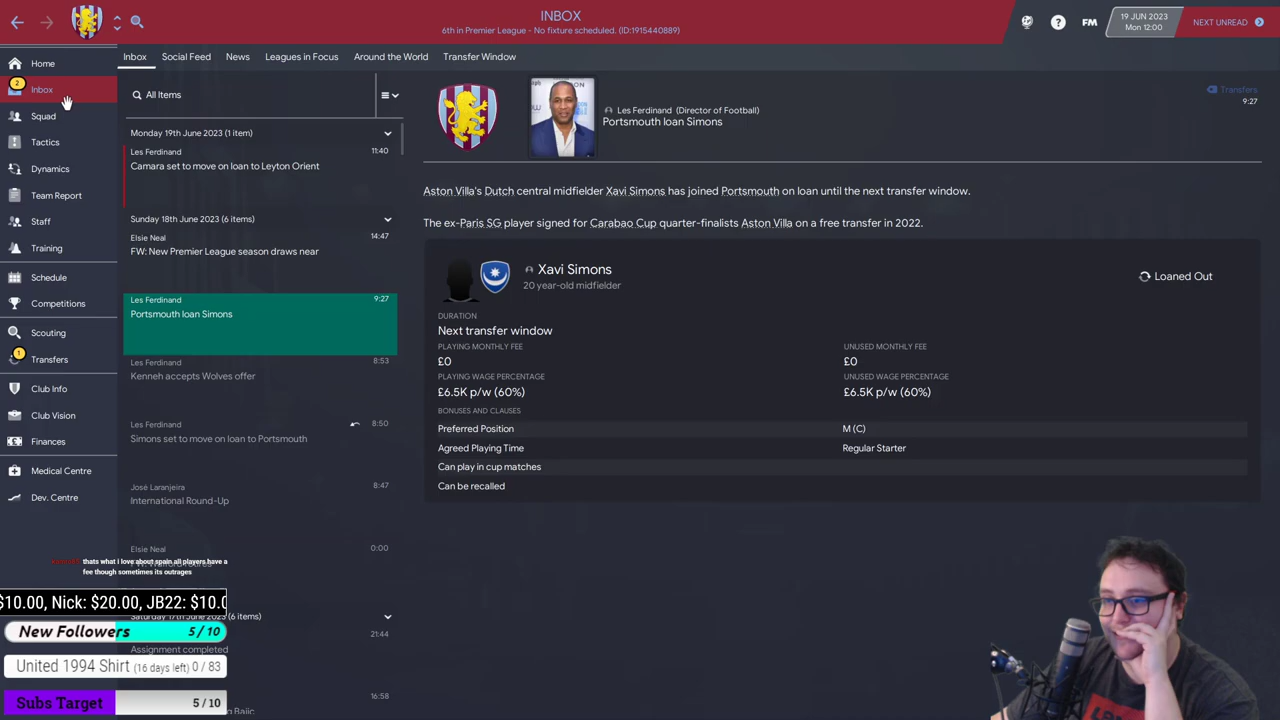 INBOX
6th in Premier League - No fixture scheduled. (ID:1915440889)
FM
19 JUN 2023
Mon 12:00
NEXT UNREAD
Home
2
Inbox
Squad
Tactics
Dynamics
Team Report
Staff
Training
Schedule
Competitions
Scouting
1
Transfers
Club Info
Club Vision
Finances
Medical Centre
Dev. Centre
Inbox
Social Feed
News
Leagues in Focus
Around the World
Transfer Window
All Items
Monday 19th June 2023 (1 item)
Les Ferdinand
11:40
Camara set to move on loan to Leyton Orient
Sunday 18th June 2023 (6 items)
Elsie Neal
14:47
FW: New Premier League season draws near
Les Ferdinand
9:27
Portsmouth loan Simons
Les Ferdinand
8:53
Kenneh accepts Wolves offer
Les Ferdinand
8:50
Simons set to move on loan to Portsmouth
José Laranjeira
8:47
International Round-Up
Elsie Neal
0:00
Saturday 17th June 2023 (6 items)
21:44
Assignment completed
16:58
Les Ferdinand (Director of Football)
Portsmouth loan Simons
Transfers
9:27
Aston Villa's Dutch central midfielder Xavi Simons has joined Portsmouth on loan until the next transfer window.
The ex-Paris SG player signed for Carabao Cup quarter-finalists Aston Villa on a free transfer in 2022.
Xavi Simons
20 year-old midfielder
Loaned Out
DURATION
Next transfer window
PLAYING MONTHLY FEE
UNUSED MONTHLY FEE
£0
£0
PLAYING WAGE PERCENTAGE
UNUSED WAGE PERCENTAGE
£6.5K p/w (60%)
£6.5K p/w (60%)
BONUSES AND CLAUSES
Preferred Position
M (C)
Agreed Playing Time
Regular Starter
Can play in cup matches
Can be recalled
thats what i love about spain all players have a
fee though sometimes its outrages
$10.00, Nick: $20.00, JB22: $10.0
New Followers 5 / 10
United 1994 Shirt (16 days left) 0 / 83
Subs Target 5 / 10